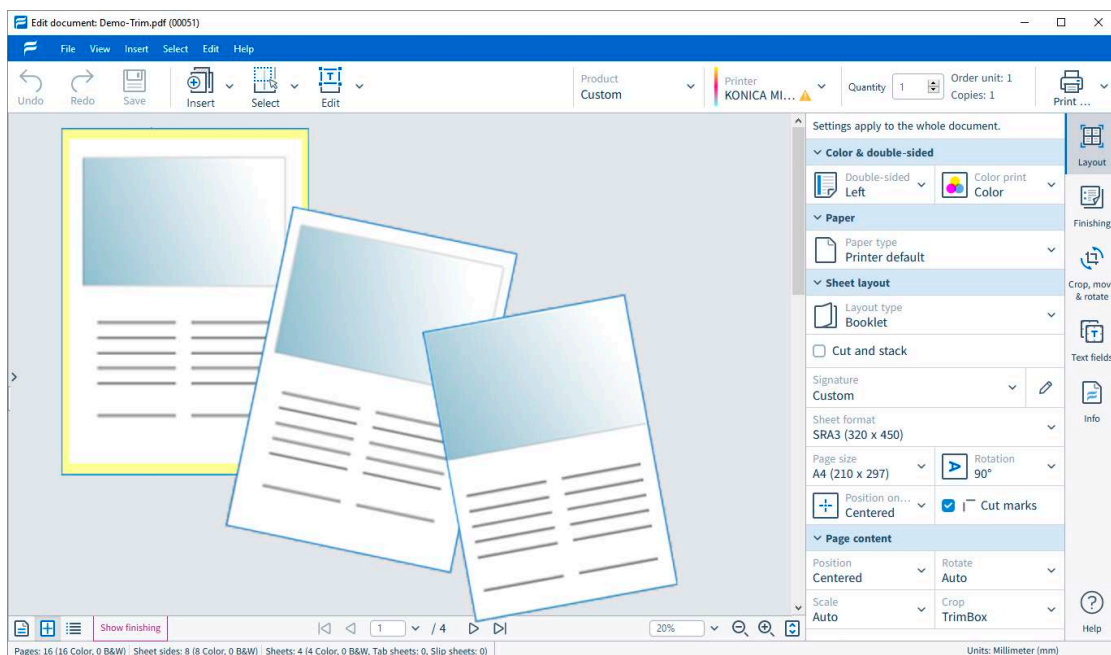 Edit document: Demo-Trim.pdf (00051)
File View Insert Select Edit Help
Undo Redo Save Insert Select Edit
Product
Custom
Printer
KONICA MI...
Quantity 1
Order unit: 1
Copies: 1
Print ...
Settings apply to the whole document.
Color & double-sided
Double-sided
Left
Color print
Color
Paper
Paper type
Printer default
Sheet layout
Layout type
Booklet
Cut and stack
Signature
Custom
Sheet format
SRA3 (320 x 450)
Page size
A4 (210 x 297)
Rotation
90°
Position on...
Centered
Cut marks
Page content
Position
Centered
Rotate
Auto
Scale
Auto
Crop
TrimBox
Layout
Finishing
Crop, mov
& rotate
Text fields
Info
Help
Show finishing
1 / 4
20%
Pages: 16 (16 Color, 0 B&W) Sheet sides: 8 (8 Color, 0 B&W) Sheets: 4 (4 Color, 0 B&W, Tab sheets: 0, Slip sheets: 0)
Units: Millimeter (mm)